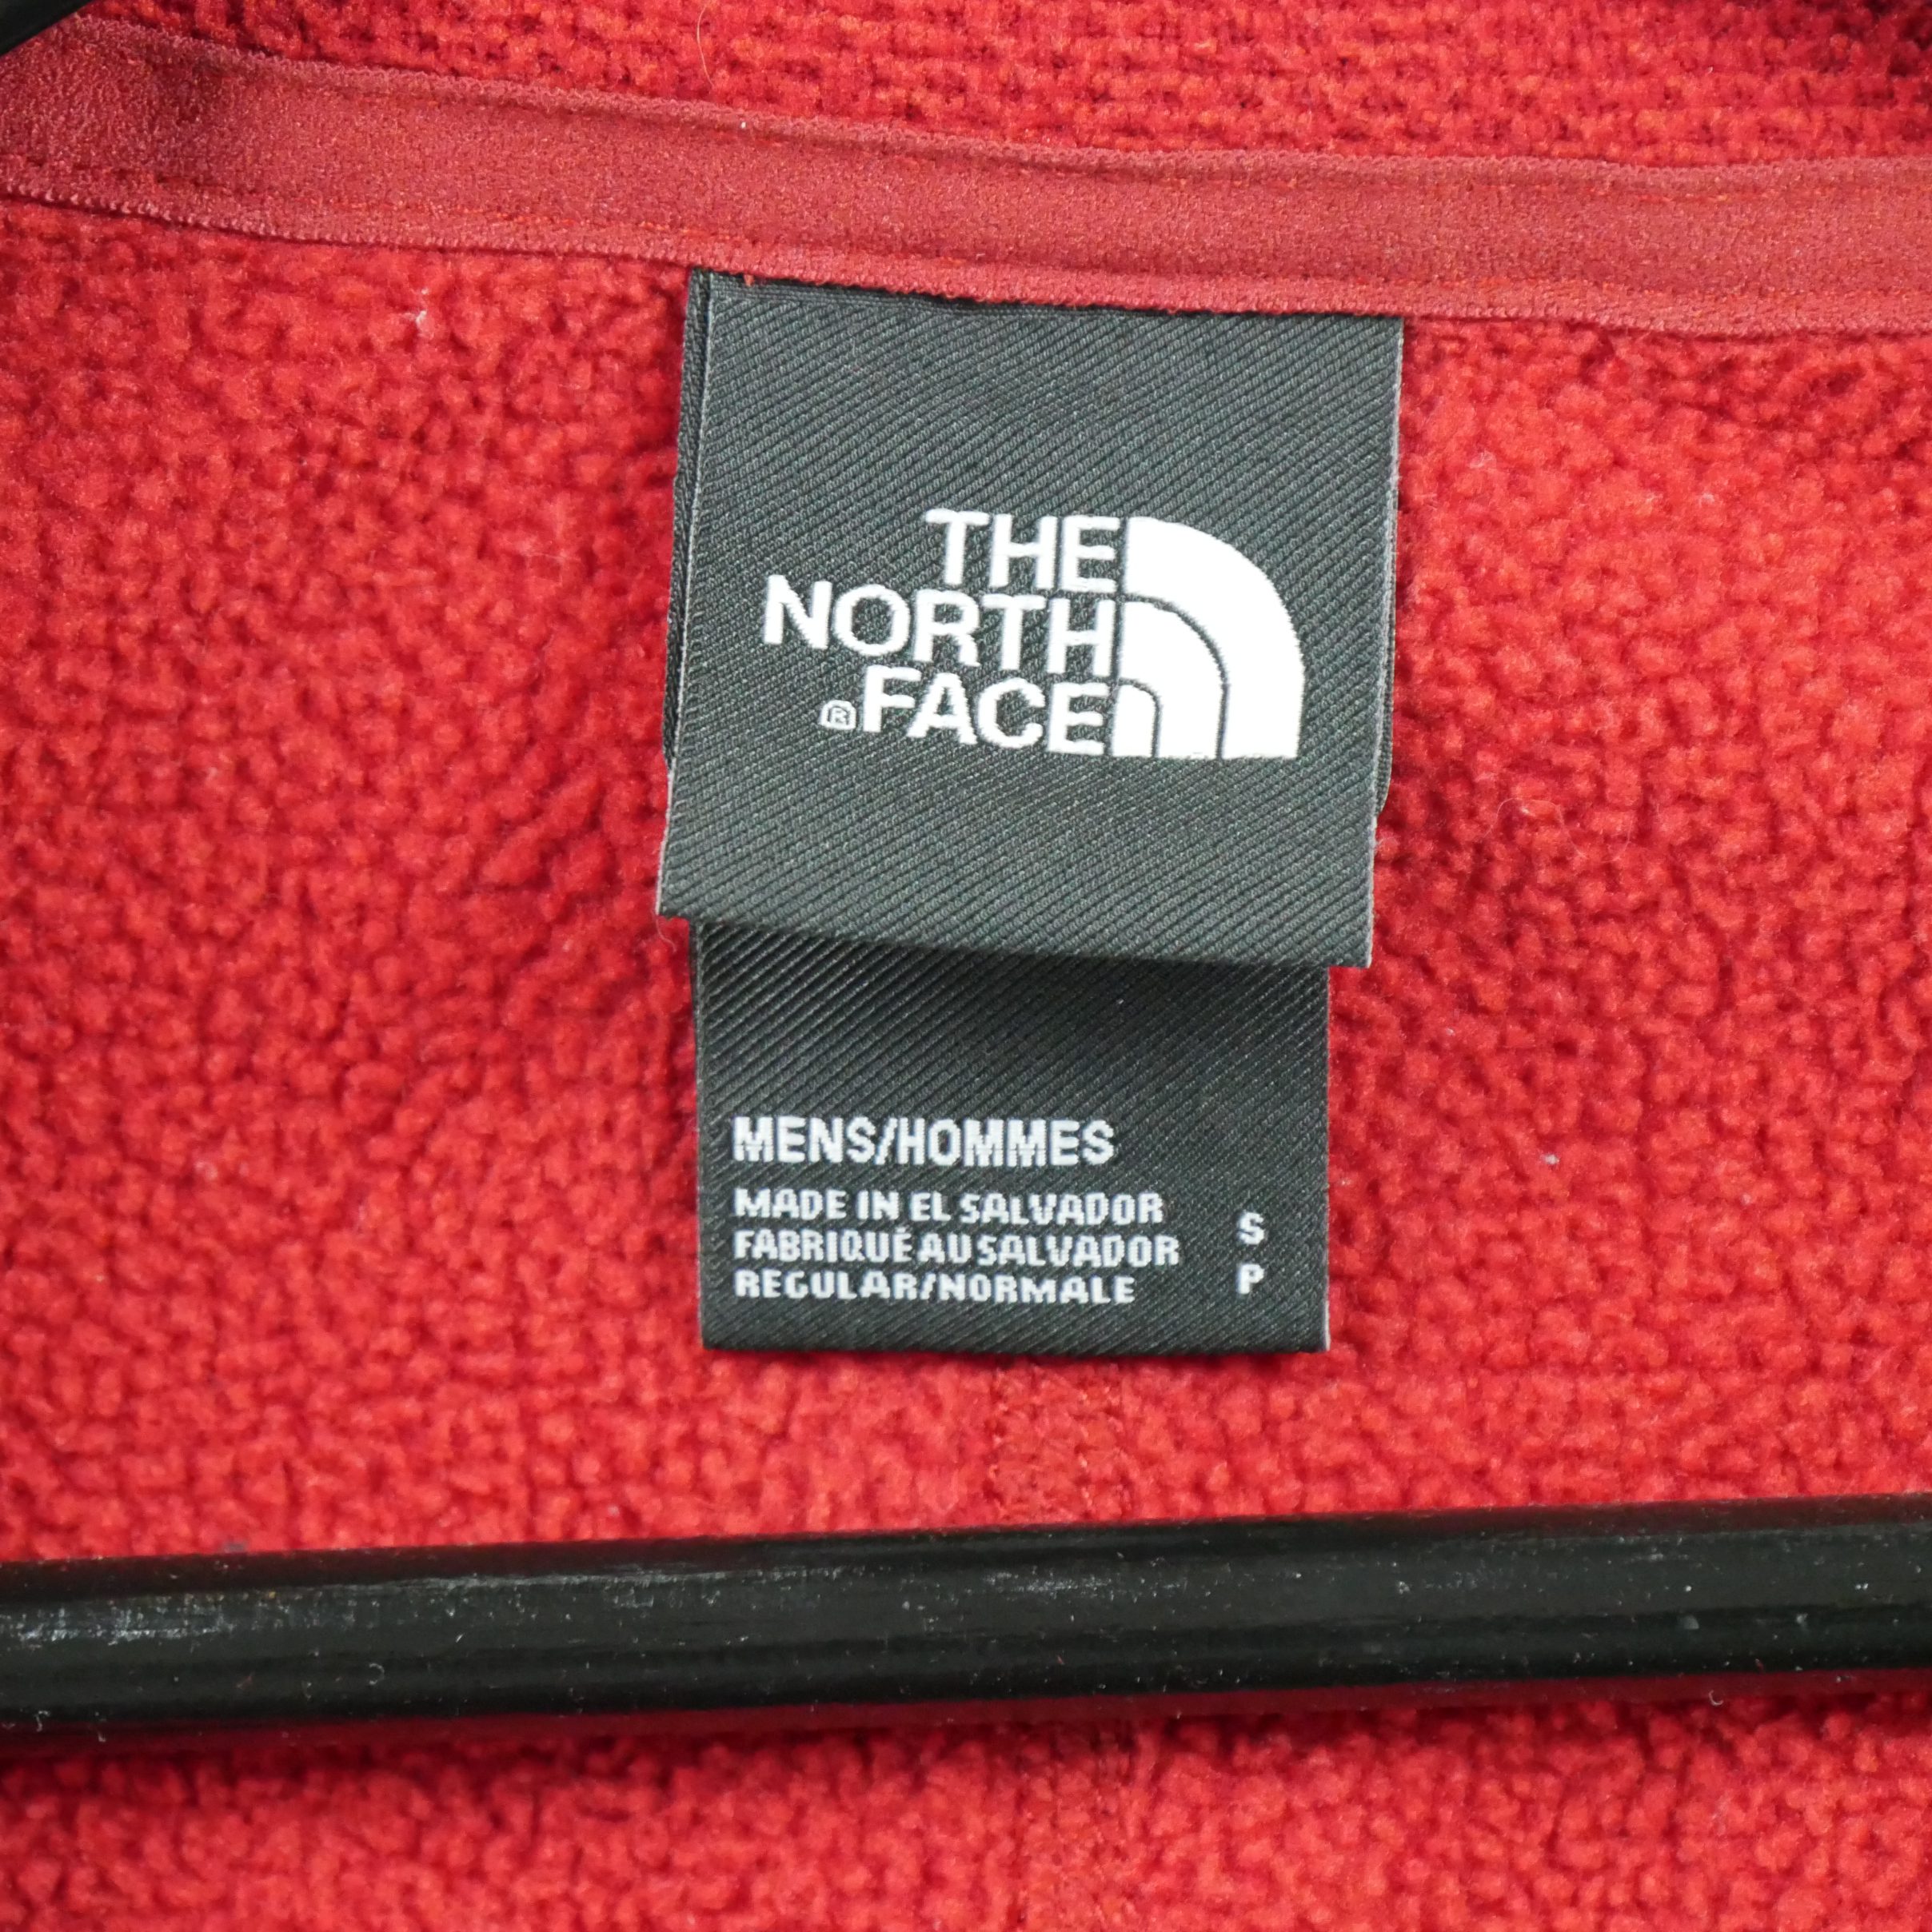 THE
NORTH
®FACE
MENS/HOMMES
MADE IN EL SALVADOR
FABRIQUÉ AU SALVADOR
REGULAR/NORMALE
S
P